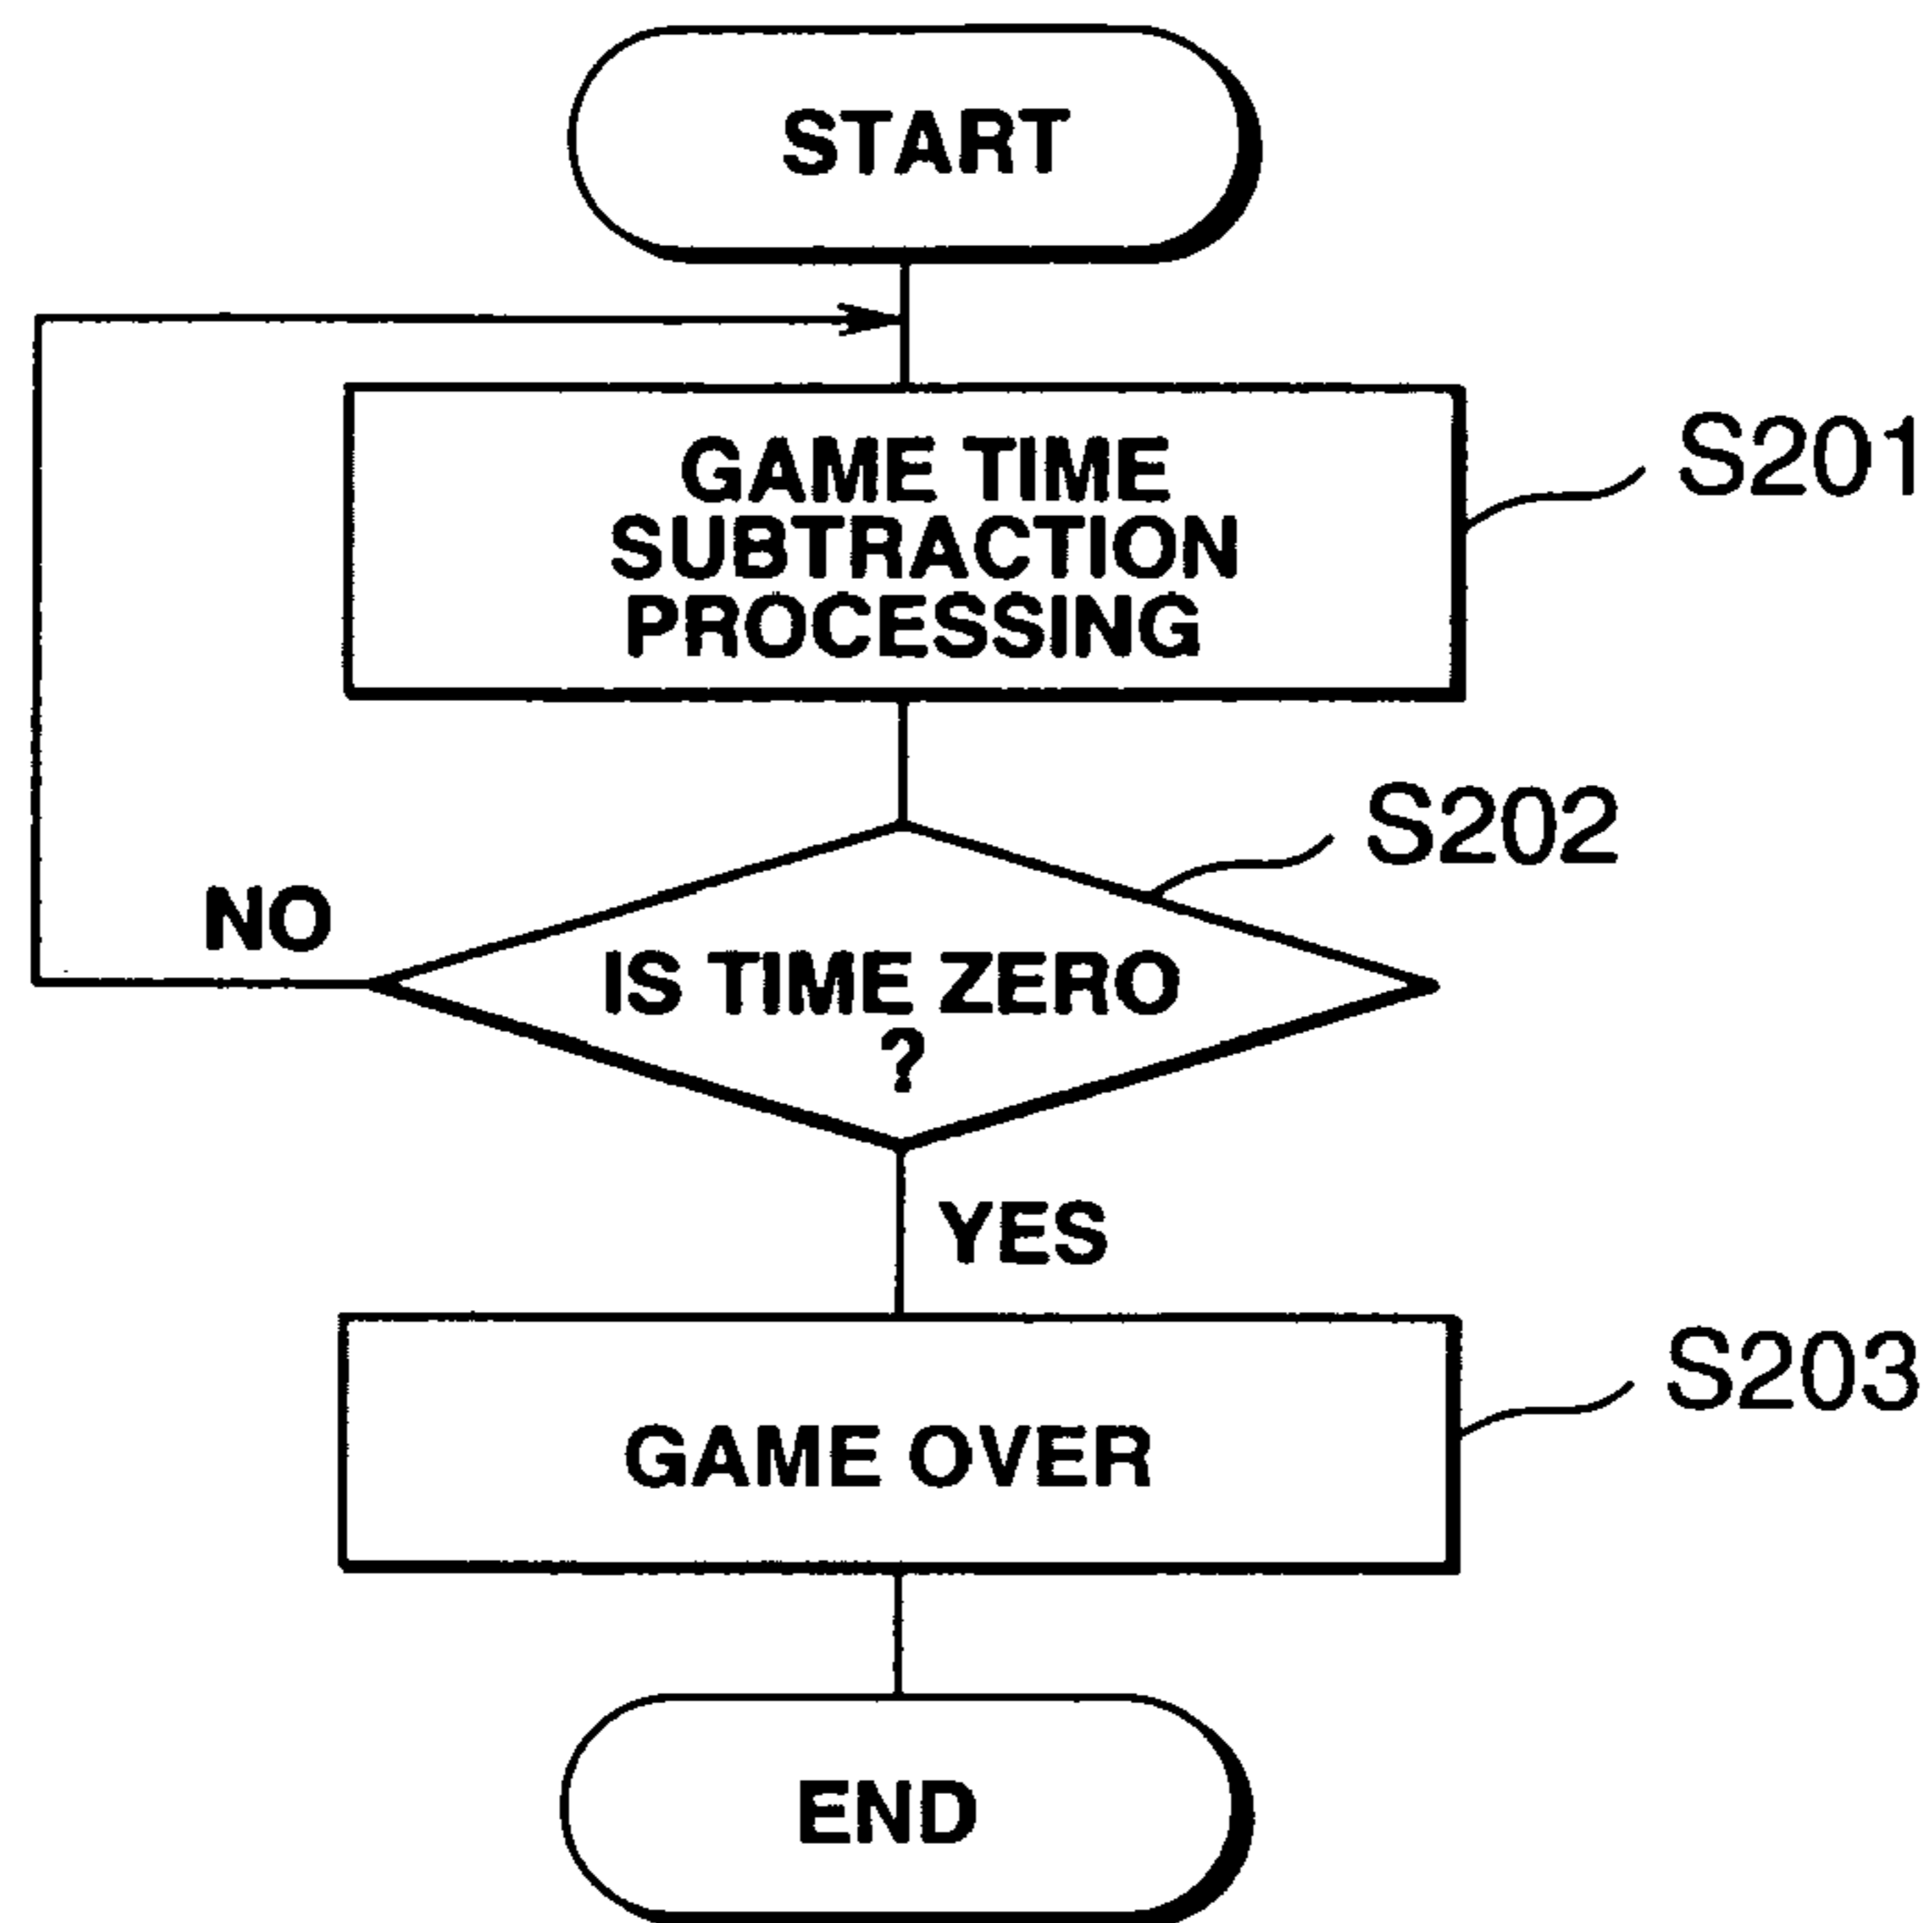 START
GAME TIME
SUBTRACTION
PROCESSING
S201
S202
NO
IS TIME ZERO
?
YES
GAME OVER
S203
END